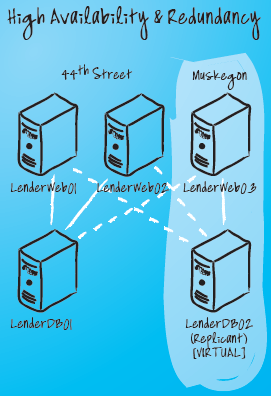 High Availability & Redundancy
44th Street
Muskegon
LenderWeb01
LenderWeb02
LenderWeb03
LenderDB01
LenderDB02
(Replicant)
[VIRTUAL]